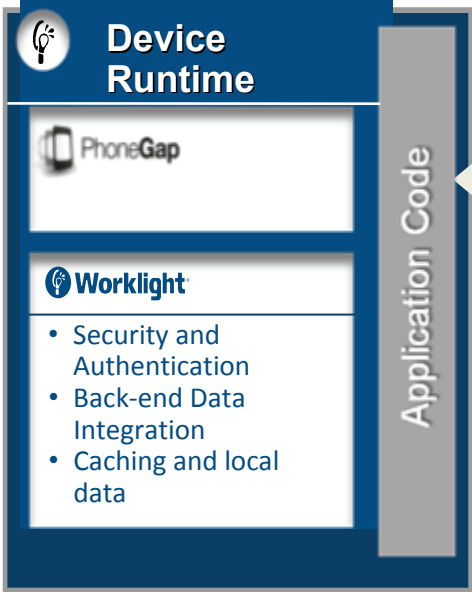 Device
Runtime
PhoneGap
Worklight
• Security and
Authentication
• Back-end Data
Integration
• Caching and local
data
Application Code